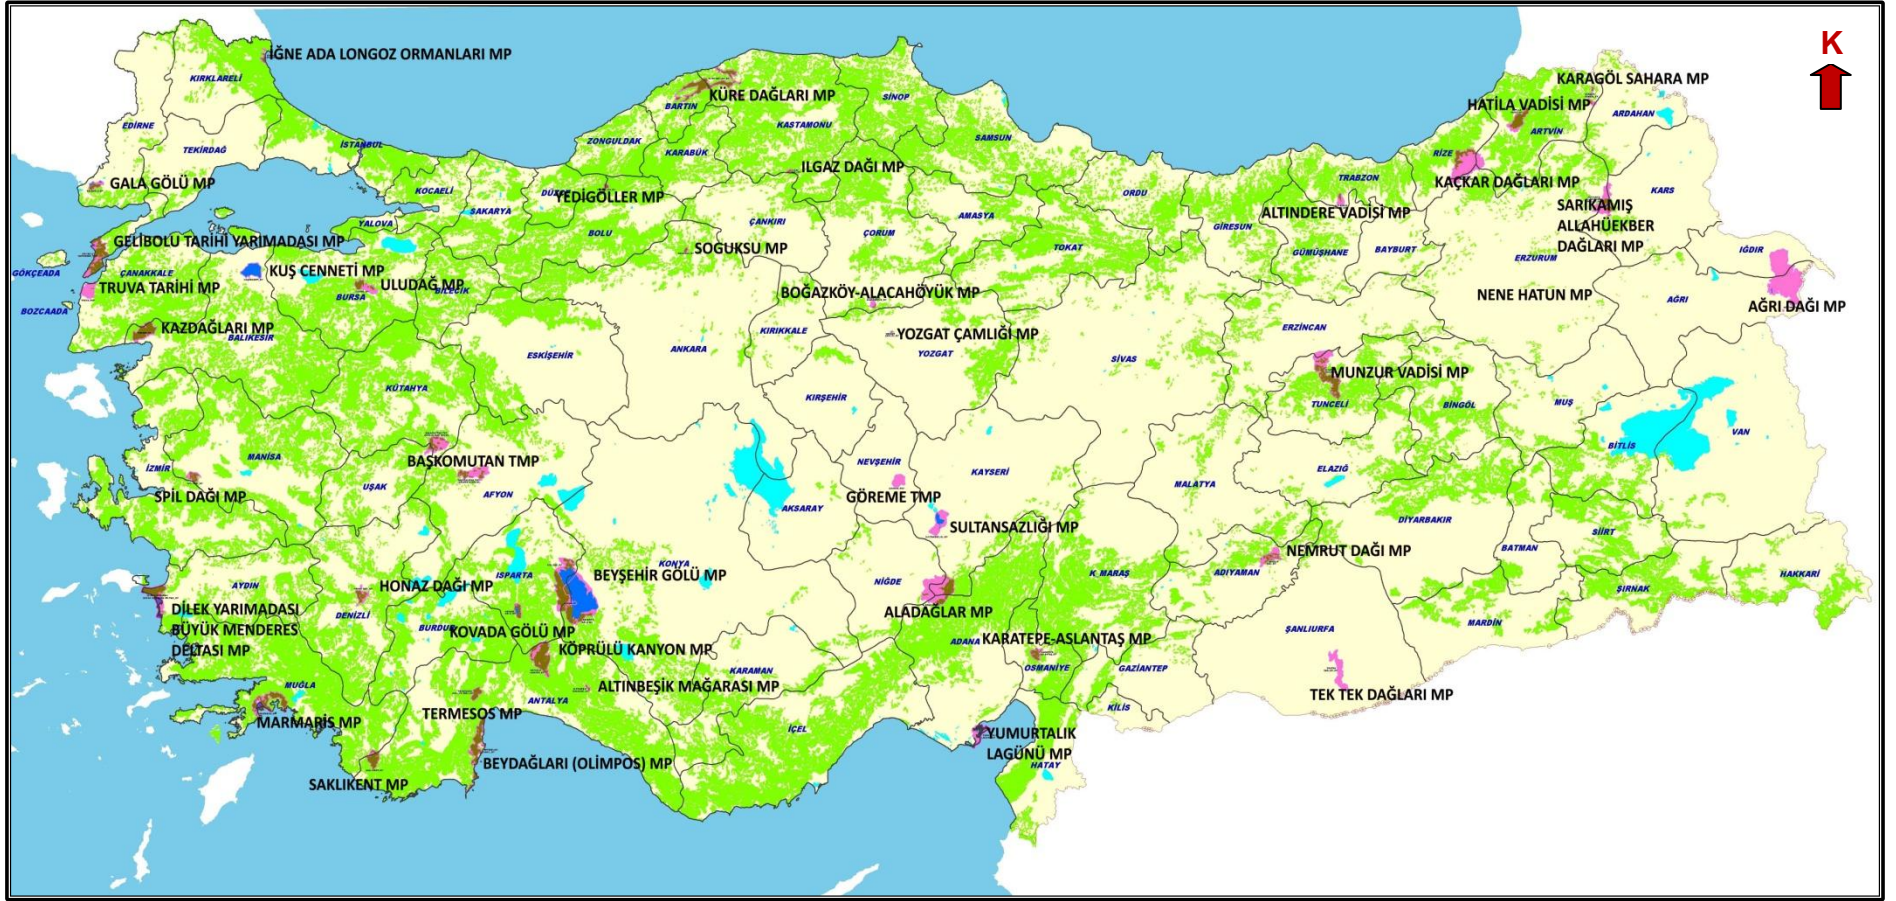 K
İĞNE ADA LONGOZ ORMANLARI MP
KIRKLARELİ
EDİRNE
TEKİRDAĞ
İSTANBUL
GALA GÖLÜ MP
KOCAELİ
YALOVA
SAKARYA
DÜZCE
YEDİGÖLLER MP
ZONGULDAK
BARTIN
KARABÜK
KÜRE DAĞLARI MP
KASTAMONU
SİNOP
ILGAZ DAĞI MP
SAMSUN
KARAGÖL SAHARA MP
HATİLA VADİSİ MP
ARDAHAN
ARTVİN
RİZE
KAÇKAR DAĞLARI MP
TRABZON
ORDU
GİRESUN
ALTINDERE VADİSİ MP
GÜMÜŞHANE
BAYBURT
KARS
SARIKAMIŞ
ALLAHÜEKBER
DAĞLARI MP
ERZURUM
IĞDIR
AĞRI DAĞI MP
AĞRI
NENE HATUN MP
GELİBOLU TARİHİ YARIMADASI MP
GÖKÇEADA
ÇANAKKALE
TRUVA TARİHİ MP
BOZCAADA
KUŞ CENNETİ MP
ULUDAĞ MP
BURSA
BİLECİK
BOLU
ÇANKIRI
SOGUKSU MP
ÇORUM
AMASYA
TOKAT
KAZDAĞLARI MP
BALIKESİR
ESKİŞEHİR
ANKARA
KIRIKKALE
BOĞAZKÖY-ALACAHÖYÜK MP
YOZGAT ÇAMLIĞI MP
YOZGAT
SİVAS
ERZİNCAN
MUNZUR VADİSİ MP
TUNCELİ
BİNGÖL
MUŞ
BİTLİS
VAN
KÜTAHYA
KIRŞEHİR
NEVŞEHİR
KAYSERİ
GÖREME TMP
SULTANSAZLIĞI MP
MALATYA
ELAZIĞ
DİYARBAKIR
BATMAN
SİİRT
ŞIRNAK
HAKKARİ
MARDİN
MANİSA
İZMİR
SPİL DAĞI MP
UŞAK
BAŞKOMUTAN TMP
AFYON
AKSARAY
KONYA
NİĞDE
ALADAĞLAR MP
ADANA
K_MARAŞ
ADIYAMAN
NEMRUT DAĞI MP
AYDIN
DİLEK YARIMADASI
BÜYÜK MENDERES
DELTASI MP
DENİZLİ
HONAZ DAĞI MP
ISPARTA
BEYŞEHİR GÖLÜ MP
BURDUR
KOVADA GÖLÜ MP
KÖPRÜLÜ KANYON MP
ALTINBEŞİK MAĞARASI MP
KARAMAN
KARATEPE-ASLANTAŞ MP
OSMANİYE
GAZİANTEP
ŞANLIURFA
TEK TEK DAĞLARI MP
KİLİS
MUĞLA
MARMARİS MP
TERMESOS MP
ANTALYA
İÇEL
YUMURTALIK
LAGÜNÜ MP
HATAY
SAKLIKENT MP
BEYDAĞLARI (OLİMPOS) MP